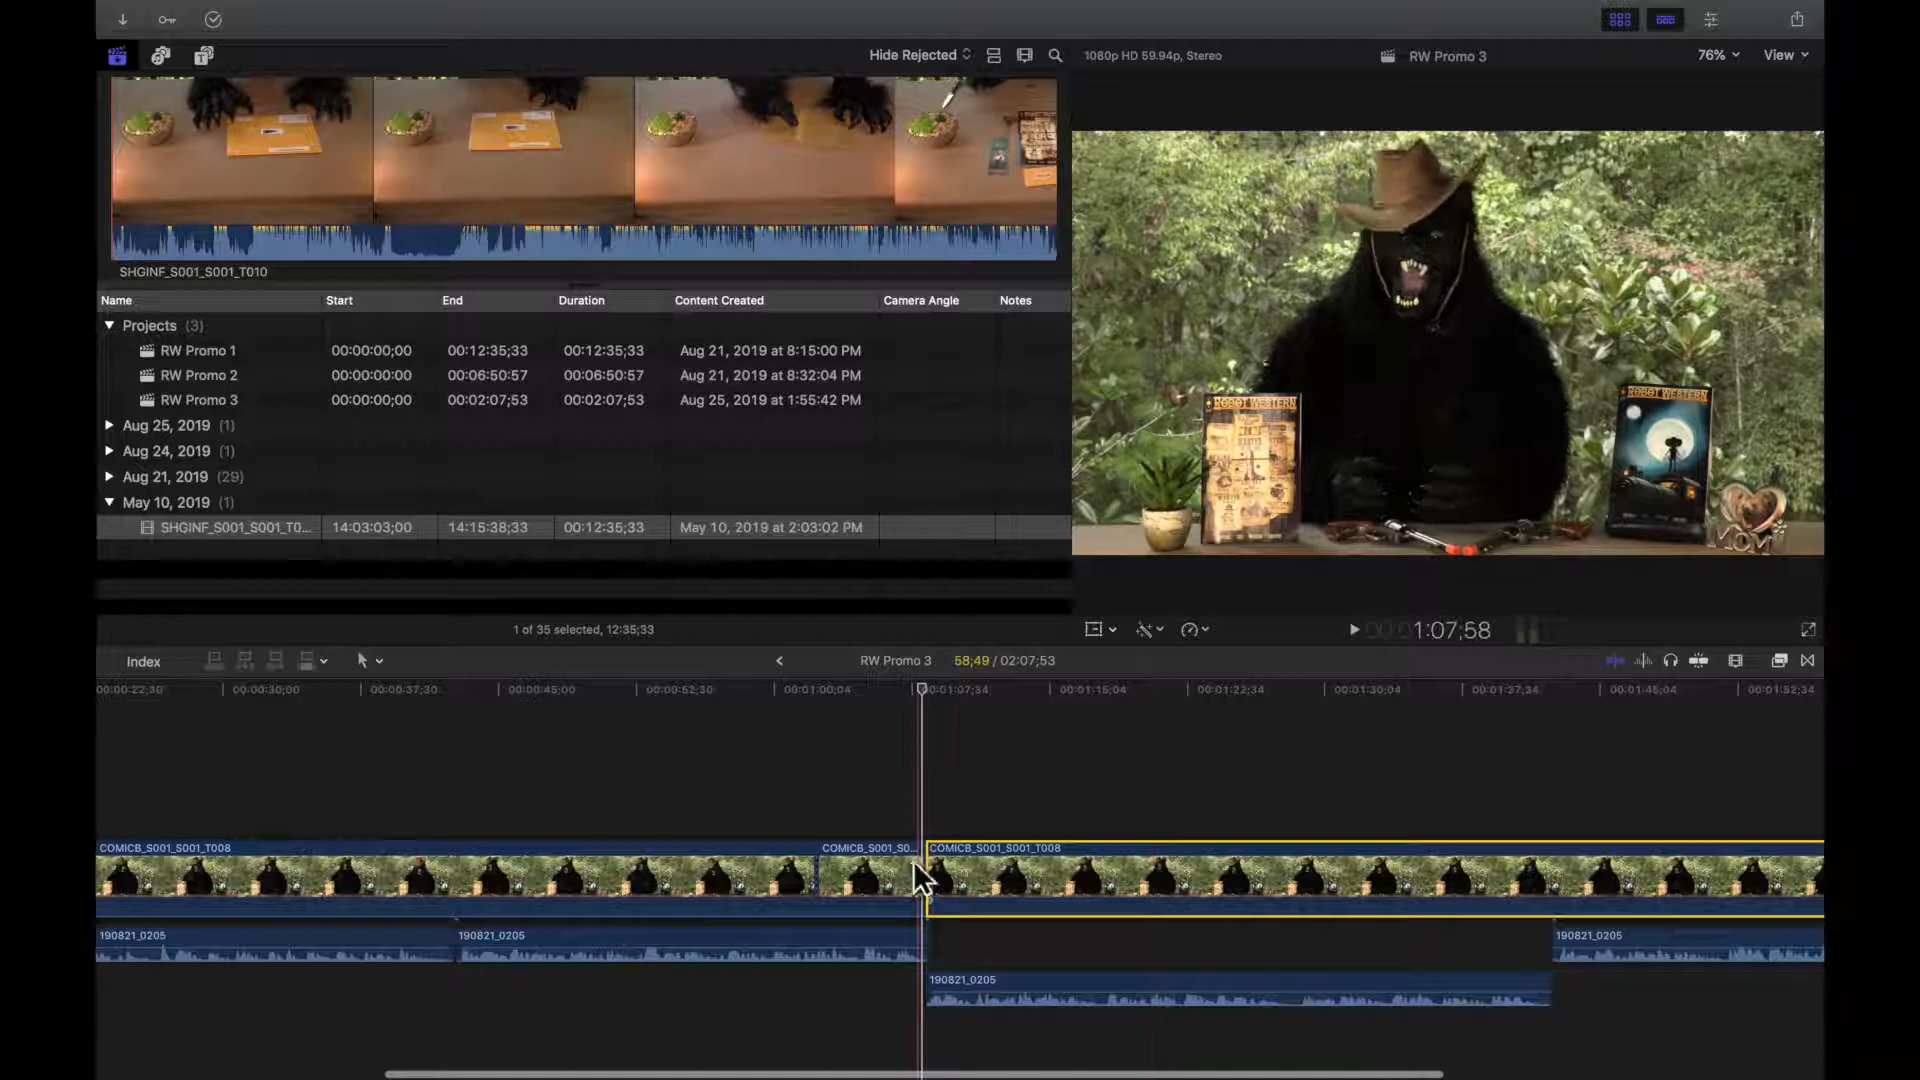 Hide Rejected
1080p HD 59.94p, Stereo
RW Promo 3
76%
View
SHGINF_S001_S001_T010
Name Start End Duration Content Created Camera Angle Notes
Projects (3)
RW Promo 1 00:00:00;00 00:12:35;33 00:12:35;33 Aug 21, 2019 at 8:15:00 PM
RW Promo 2 00:00:00:00 00:06:50:57 00:06:50:57 Aug 21, 2019 at 8:32:04 PM
RW Promo 3 00:00:00;00 00:02:07;53 00:02:07;53 Aug 25, 2019 at 1:55:42 PM
Aug 25, 2019 (1)
Aug 24, 2019 (1)
Aug 21, 2019 (29)
May 10, 2019 (1)
SHGINF_S001_S001_T0... 14:03:03;00 14:15:38;33 00:12:35;33 May 10, 2019 at 2:03:02 PM
ROBOT WESTERN
ROBOT WESTERN
MOM
1 of 35 selected, 12:35;33
00:01:07;58
Index
RW Promo 3
58;49 / 02:07;53
00:00:22;30 00:00:30;00 00:00:37;30 00:00:45;00 00:00:52;30 00:01:00;04 00:01:07;34 00:01:15;04 00:01:22;34 00:01:30;04 00:01:37;34 00:01:45;04 00:01:52;34
COMICB_S001_S001_T008
COMICB_S001_S0...
COMICB_S001_S001_T008
190821_0205
190821_0205
190821_0205
190821_0205